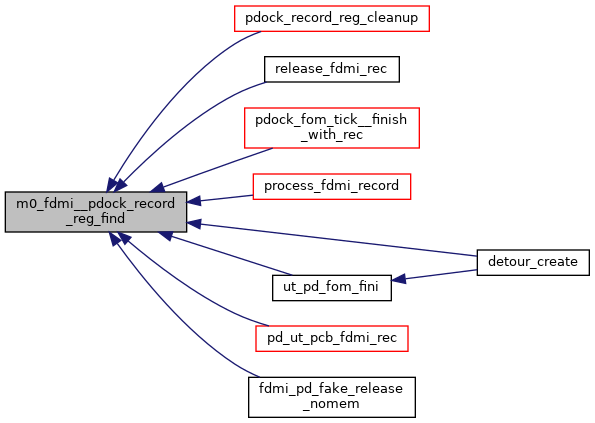 pdock_record_reg_cleanup
release_fdmi_rec
pdock_fom_tick__finish
_with_rec
process_fdmi_record
m0_fdmi__pdock_record
_reg_find
detour_create
ut_pd_fom_fini
pd_ut_pcb_fdmi_rec
fdmi_pd_fake_release
_nomem